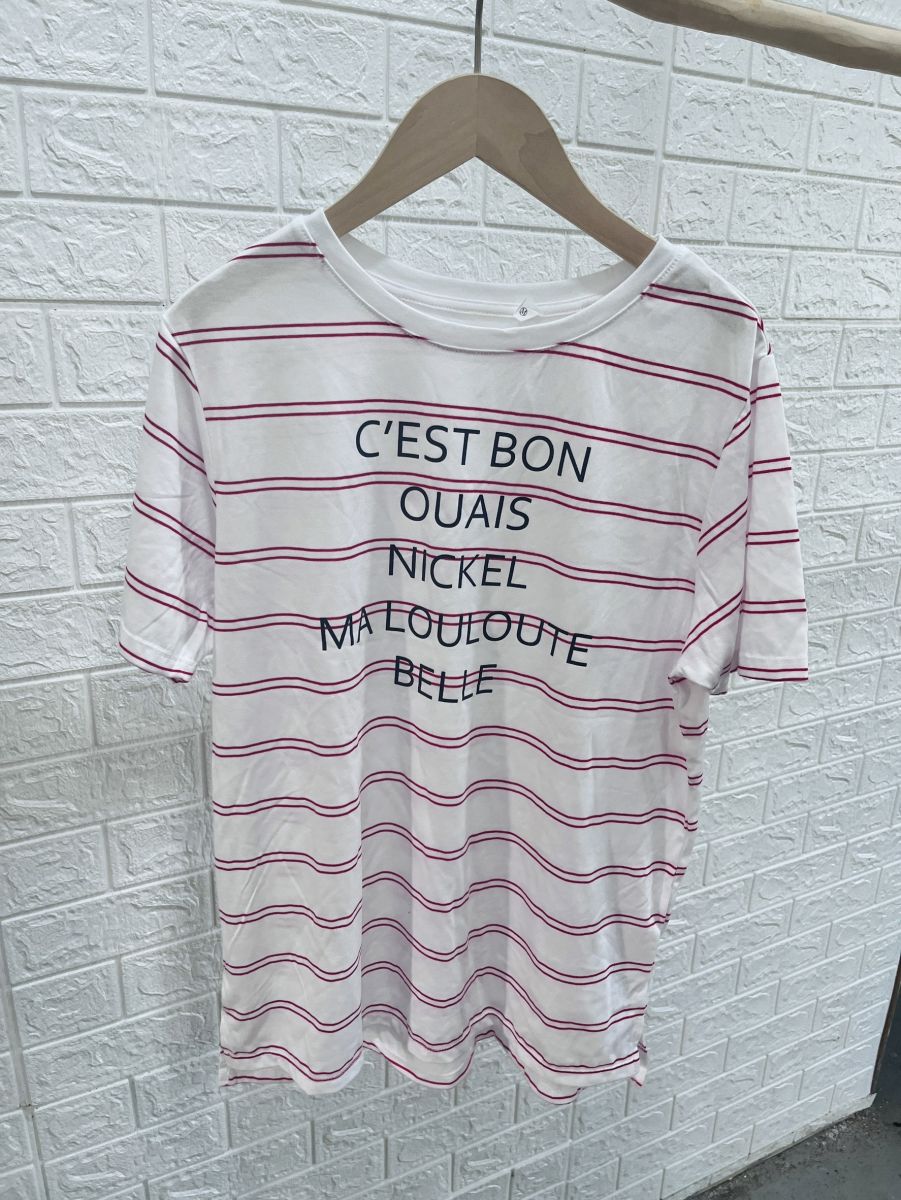 C'EST BON
OUAIS
NICKEL
MA LOULOUTE
BELLE